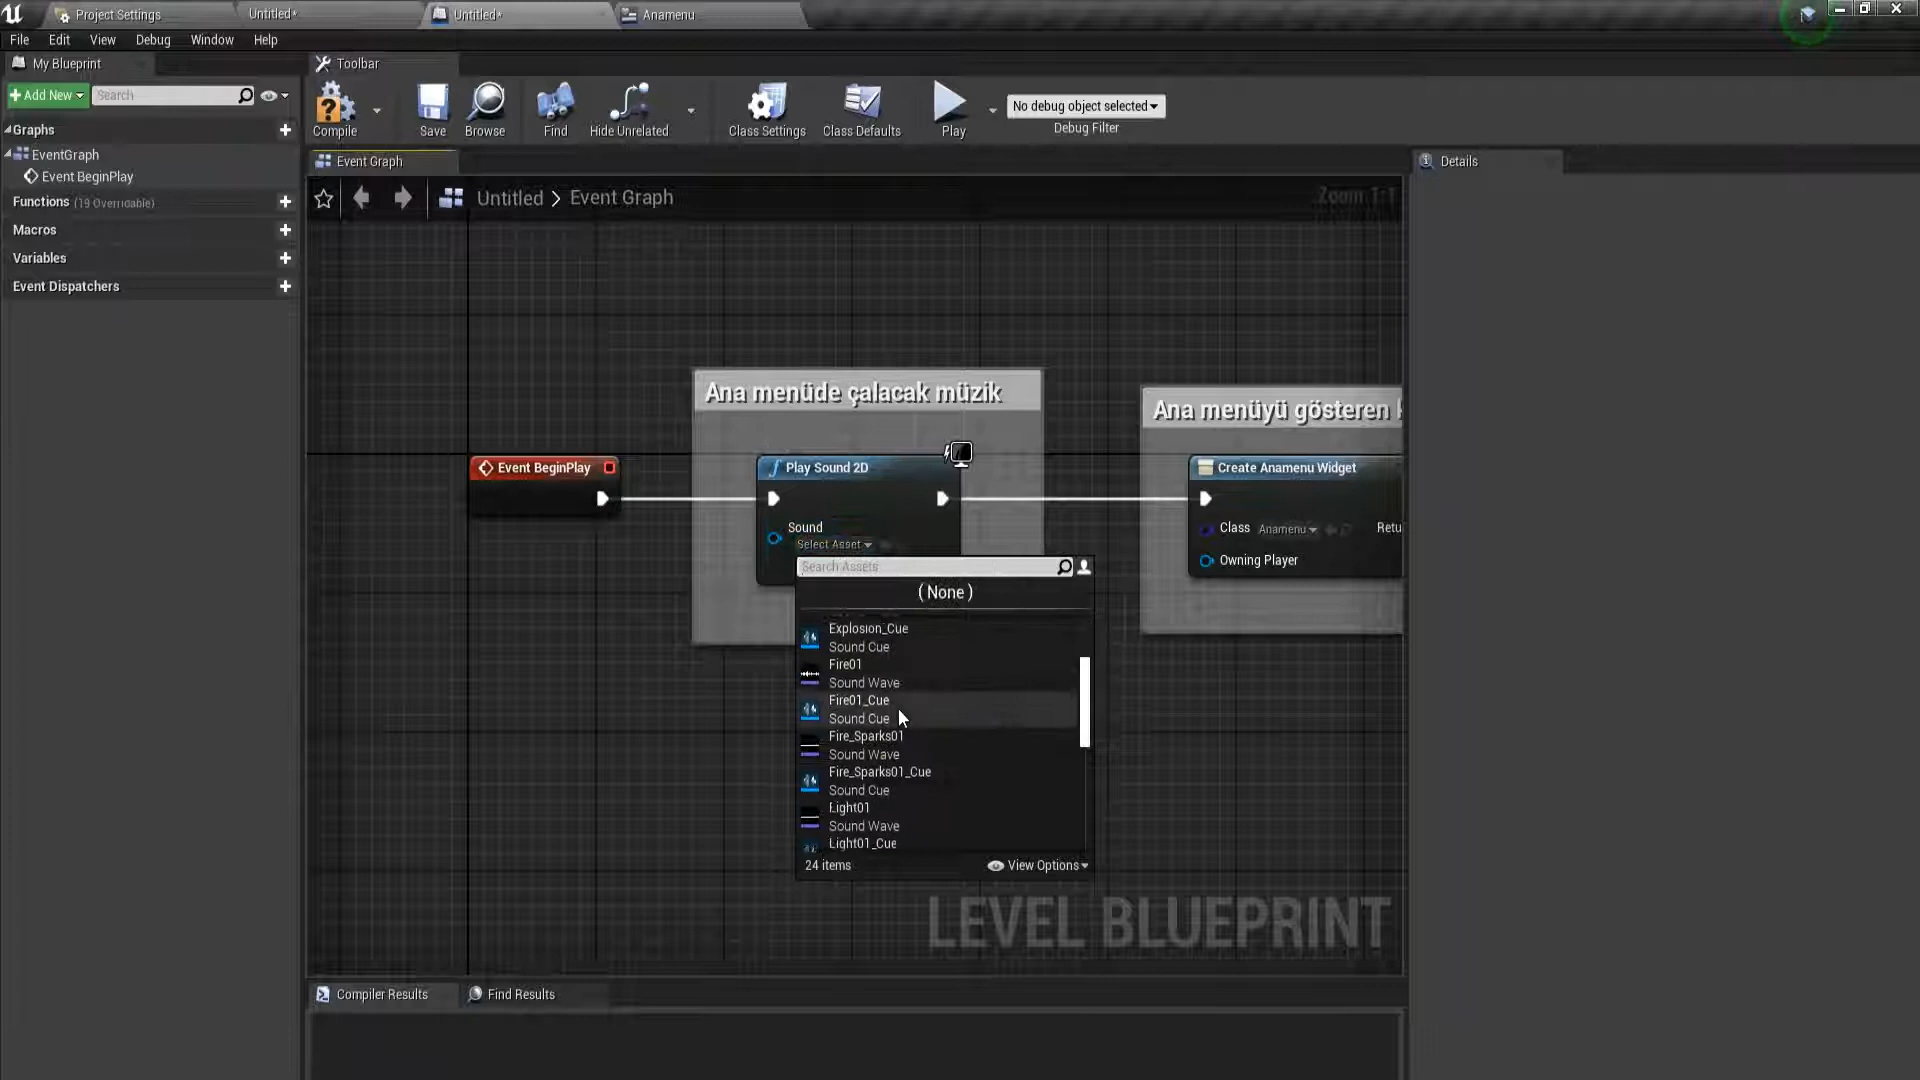 Project Settings
Untitled*
Untitled*
Anamenu
File
Edit
View
Debug
Window
Help
My Blueprint
Toolbar
Add New
Search
Compile
Save
Browse
Find
Hide Unrelated
Class Settings
Class Defaults
Play
No debug object selected
Debug Filter
Graphs
EventGraph
Event BeginPlay
Functions (19 Overridable)
Macros
Variables
Event Dispatchers
Event Graph
Details
Untitled > Event Graph
Zoom 1:1
Ana menüde çalacak müzik
Ana menüyü gösteren
Event BeginPlay
Play Sound 2D
Create Anamenu Widget
Sound
Select Asset
Class Anamenu
Retu
Owning Player
Search Assets
( None )
Explosion_Cue
Sound Cue
Fire01
Sound Wave
Fire01_Cue
Sound Cue
Fire_Sparks01
Sound Wave
Fire_Sparks01_Cue
Sound Cue
Light01
Sound Wave
Light01_Cue
24 items
View Options
LEVEL BLUEPRINT
Compiler Results
Find Results